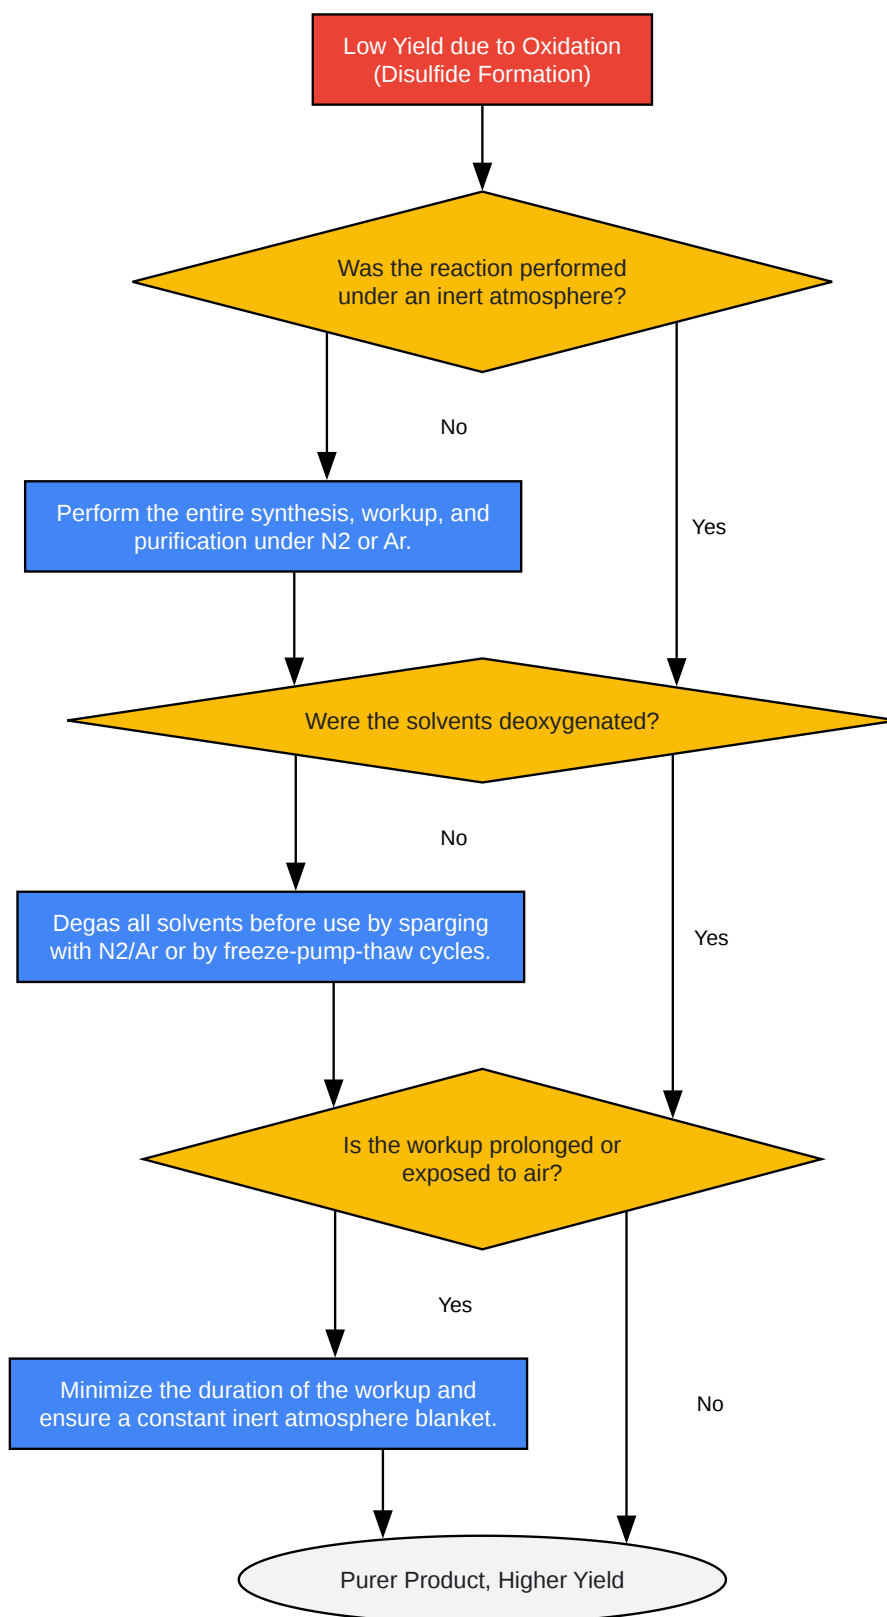 Low Yield due to Oxidation
(Disulfide Formation)
Was the reaction performed
under an inert atmosphere?
No
Perform the entire synthesis, workup, and
purification under N2 or Ar.
Yes
Were the solvents deoxygenated?
No
Degas all solvents before use by sparging
with N2/Ar or by freeze-pump-thaw cycles.
Yes
Is the workup prolonged or
exposed to air?
Yes
Minimize the duration of the workup and
ensure a constant inert atmosphere blanket.
No
Purer Product, Higher Yield